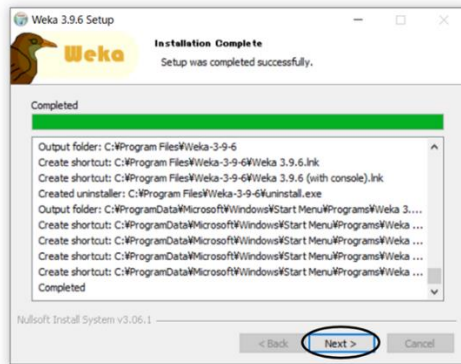 Weka 3.9.6 Setup
Weka
Installation Complete
Setup was completed successfully.
Completed
Output folder: C:¥Program Files¥Weka-3-9-6
Create shortcut: C:¥Program Files¥Weka-3-9-6¥Weka 3.9.6.lnk
Create shortcut: C:¥Program Files¥Weka-3-9-6¥Weka 3.9.6 (with console).lnk
Created uninstaller: C:¥Program Files¥Weka-3-9-6¥uninstall.exe
Output folder: C:¥ProgramData¥Microsoft¥Windows¥Start Menu¥Programs¥Weka 3....
Create shortcut: C:¥ProgramData¥Microsoft¥Windows¥Start Menu¥Programs¥Weka ...
Create shortcut: C:¥ProgramData¥Microsoft¥Windows¥Start Menu¥Programs¥Weka ...
Create shortcut: C:¥ProgramData¥Microsoft¥Windows¥Start Menu¥Programs¥Weka ...
Create shortcut: C:¥ProgramData¥Microsoft¥Windows¥Start Menu¥Programs¥Weka ...
Completed
Nullsoft Install System v3.06.1
< Back Next > Cancel